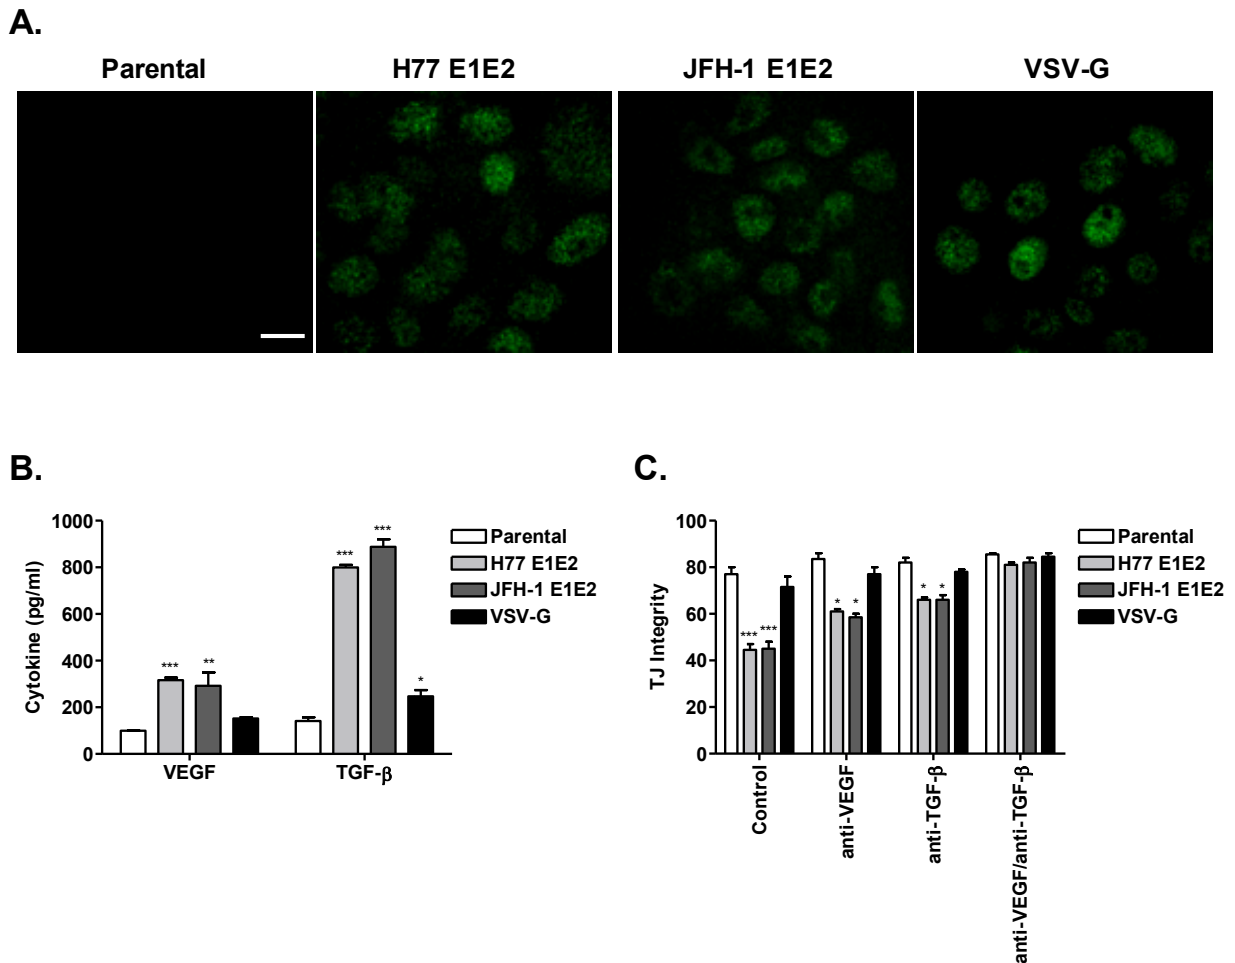 A.
Parental H77 E1E2 JFH-1 E1E2 VSV-G
B.
Cytokine (pg/ml)
1000
800
600
400
200
0
*** ** *** *** *
VEGF TGF-β
Parental
H77 E1E2
JFH-1 E1E2
VSV-G
C.
TJ Integrity
100
80
60
40
20
0
*** *** * * * *
Control
anti-VEGF
anti-TGF-β
anti-VEGF/anti-TGF-β
Parental
H77 E1E2
JFH-1 E1E2
VSV-G